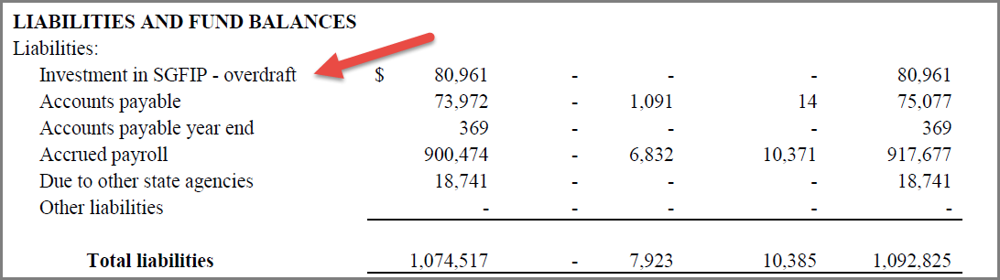 LIABILITIES AND FUND BALANCES
Liabilities:
Investment in SGFIP - overdraft $ 80,961 - - - 80,961
Accounts payable 73,972 - 1,091 14 75,077
Accounts payable year end 369 - - - 369
Accrued payroll 900,474 - 6,832 10,371 917,677
Due to other state agencies 18,741 - - - 18,741
Other liabilities - - - - -
Total liabilities 1,074,517 - 7,923 10,385 1,092,825